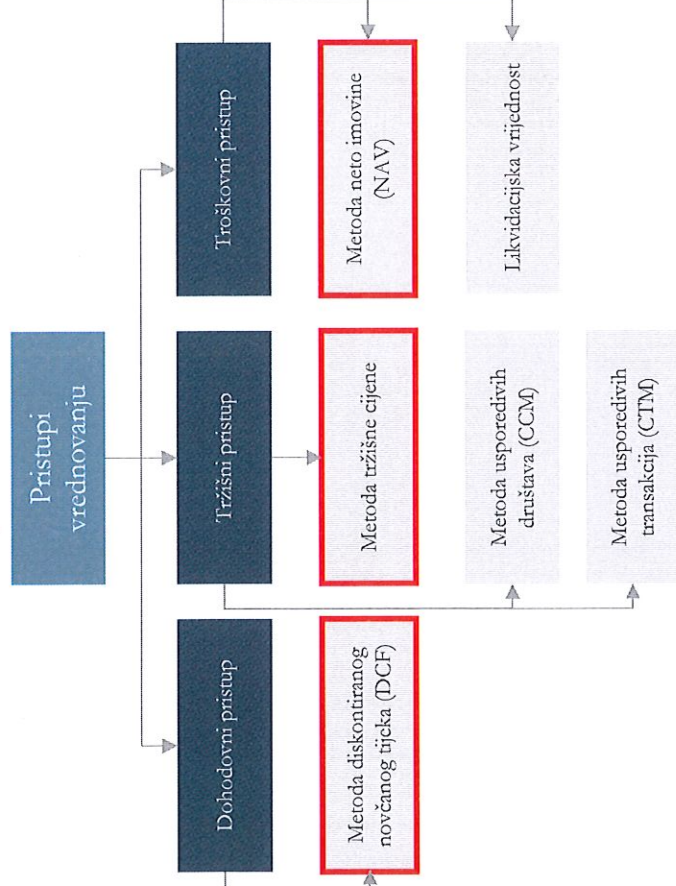 Pristupi
vrednovanju
Dohodovni pristup
Tržišni pristup
Troškovni pristup
Metoda diskontiranog
novčanog tijeka (DCF)
Metoda tržišne cijene
Metoda neto imovine
(NAV)
Metoda usporedivih
društava (CCM)
Likvidacijska vrijednost
Metoda usporedivih
transakcija (CTM)